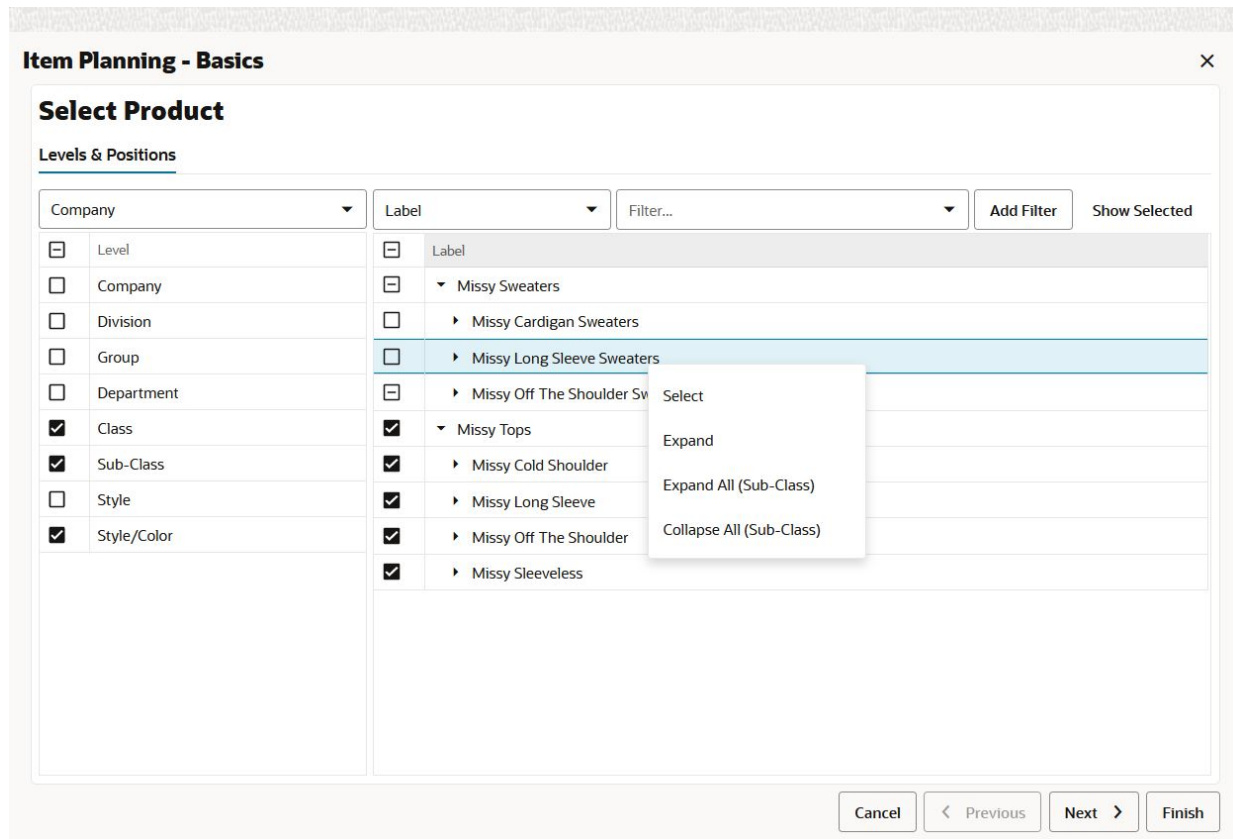 Item Planning - Basics
Select Product
Levels & Positions
Company
Label
Filter...
Add Filter
Show Selected
Level
Label
Company
Missy Sweaters
Division
Missy Cardigan Sweaters
Group
Missy Long Sleeve Sweaters
Department
Missy Off The Shoulder Sw
Select
Class
Missy Tops
Expand
Sub-Class
Missy Cold Shoulder
Expand All (Sub-Class)
Style
Missy Long Sleeve
Style/Color
Missy Off The Shoulder
Collapse All (Sub-Class)
Missy Sleeveless
Cancel
Previous
Next
Finish